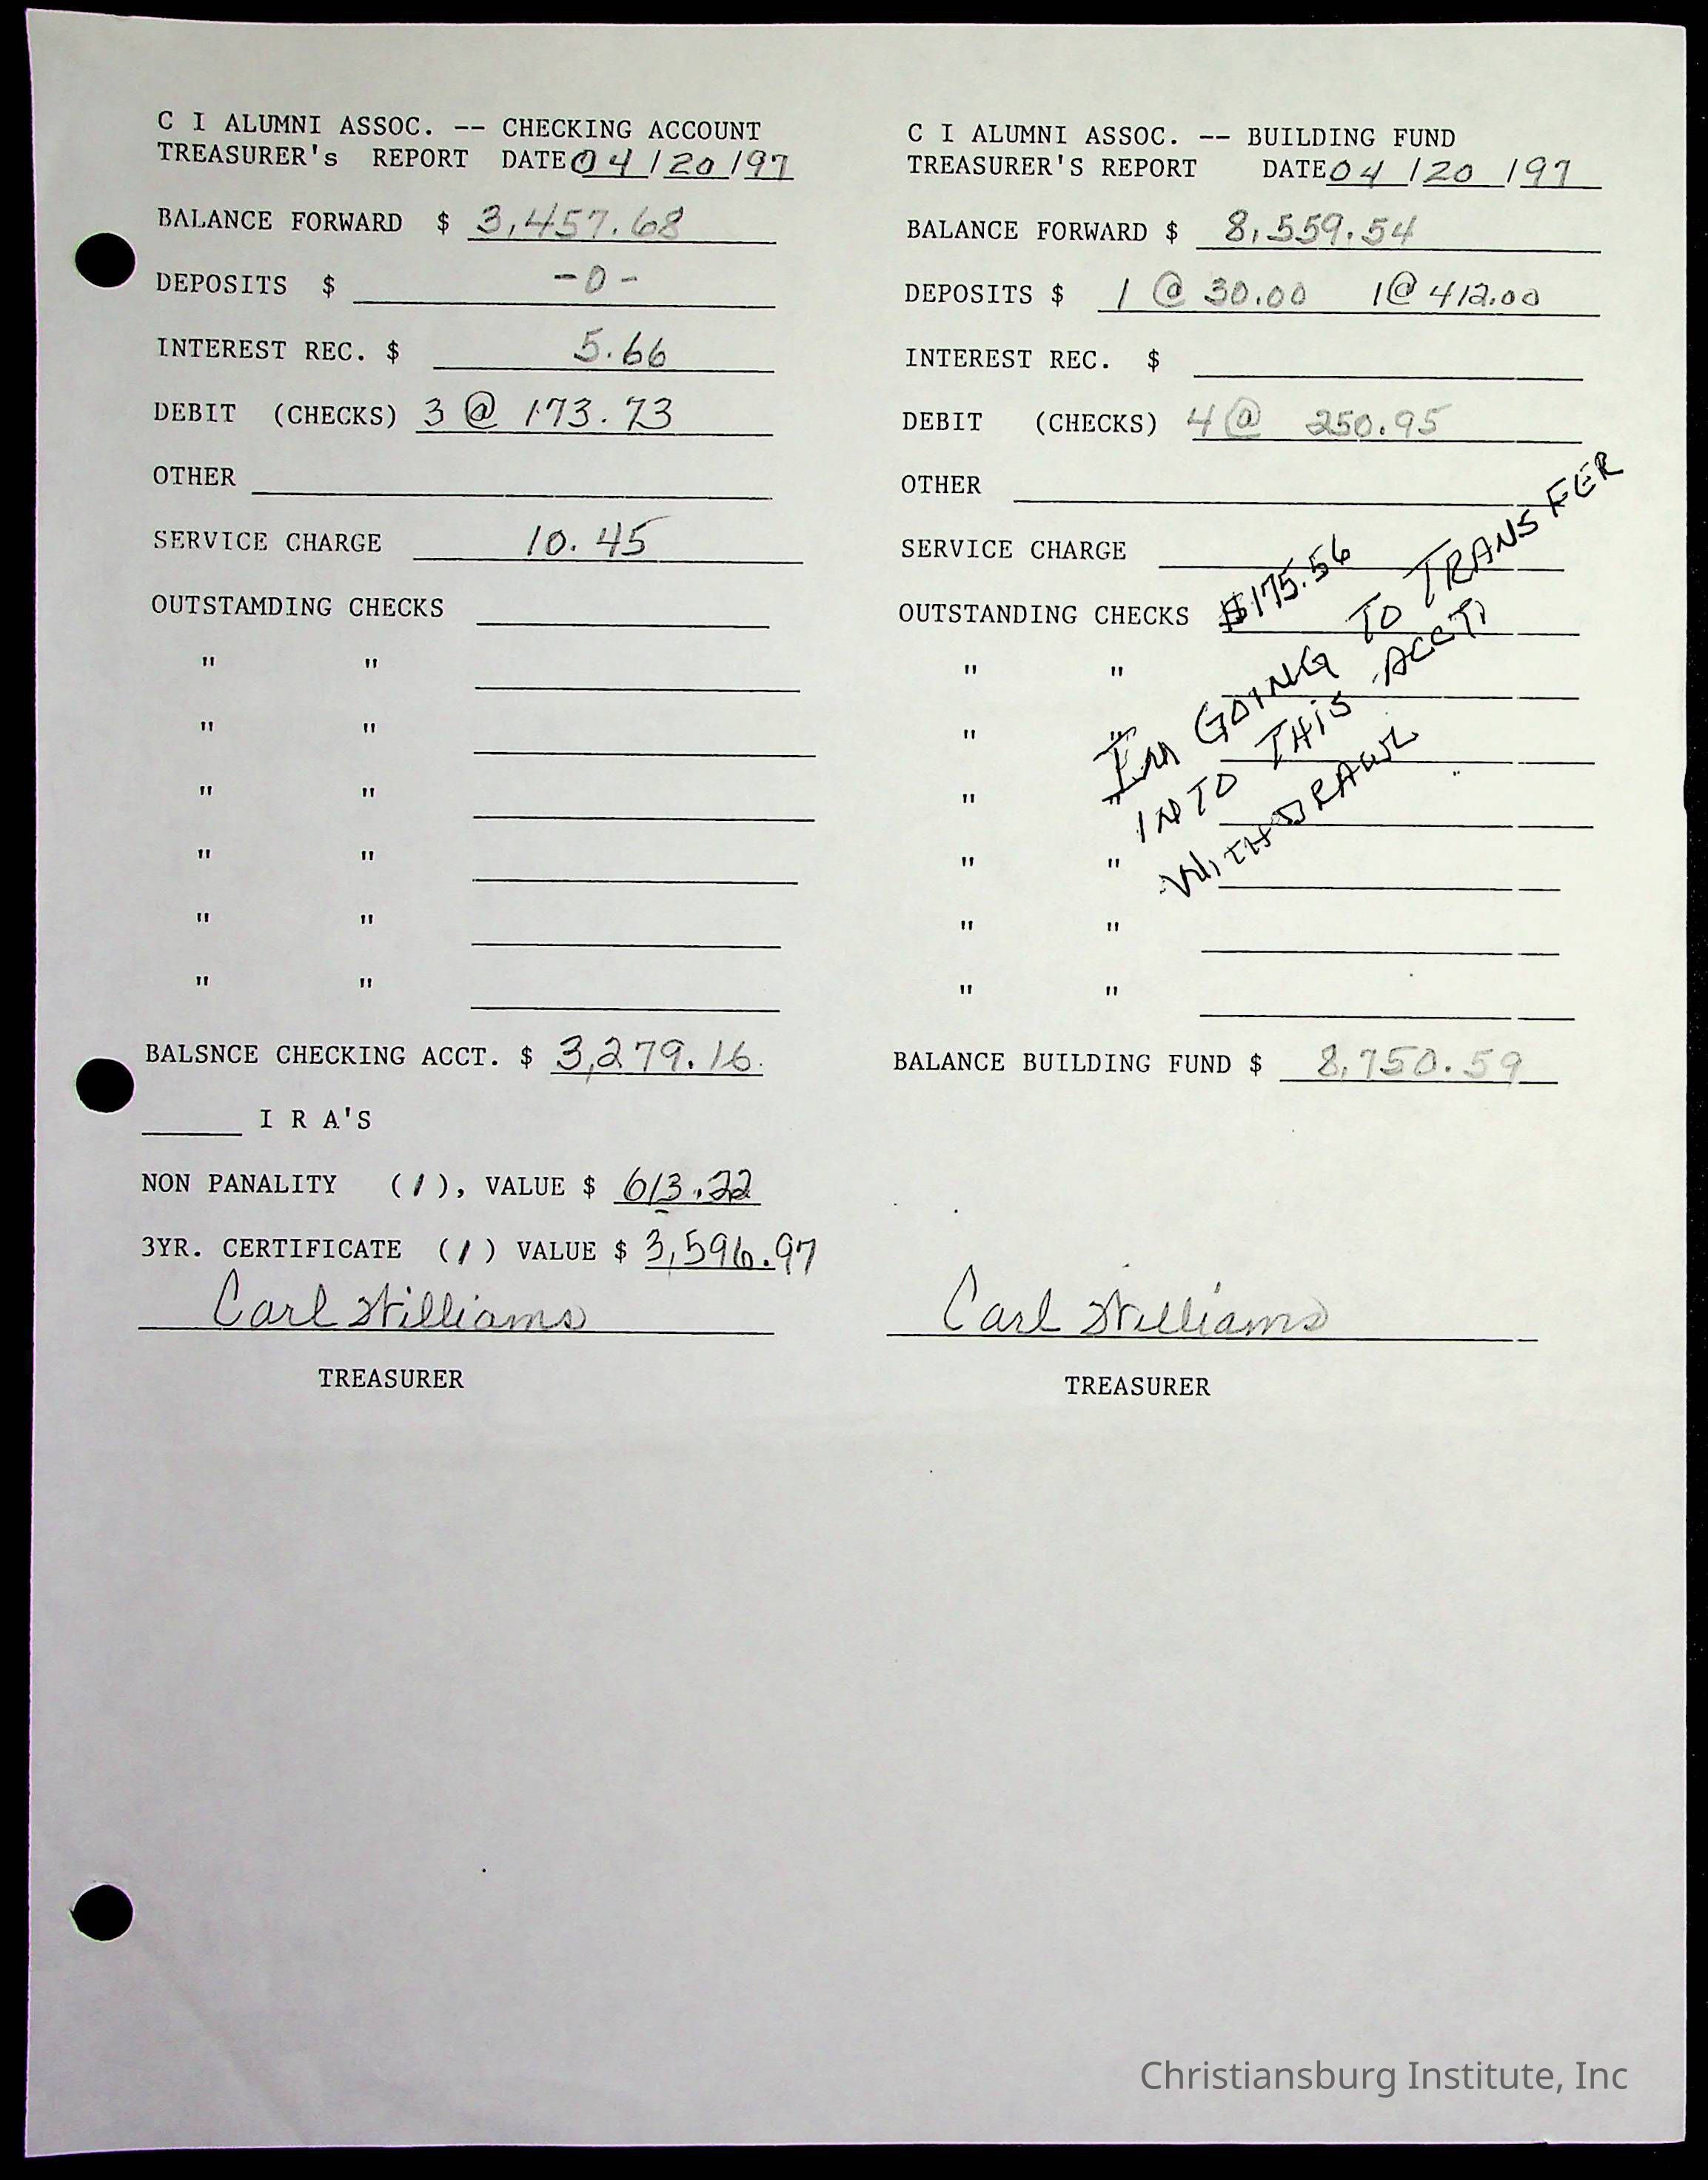 C I ALUMNI ASSOC. -- CHECKING ACCOUNT
TREASURER's REPORT DATE 04/20/97
BALANCE FORWARD $ 3,457.68
DEPOSITS $ -0-
INTEREST REC. $ 5.66
DEBIT (CHECKS) 3 @ 173.73
OTHER
SERVICE CHARGE 10.45
OUTSTAMDING CHECKS
" "
" "
" "
" "
" "
" "
BALSNCE CHECKING ACCT. $ 3,279.16
I R A'S
NON PANALITY (1), VALUE $ 613.22
3YR. CERTIFICATE (1) VALUE $ 3,596.97
Carl Williams
TREASURER
C I ALUMNI ASSOC. -- BUILDING FUND
TREASURER'S REPORT DATE 04/20/97
BALANCE FORWARD $ 8,559.54
DEPOSITS $ 1 @ 30.00 1 @ 412.00
INTEREST REC. $
DEBIT (CHECKS) 4 @ 250.95
OTHER
SERVICE CHARGE
OUTSTANDING CHECKS $175.56
" "
" "
" "
" "
" "
" "
Im GOING TO TRANSFER
INTO THIS ACCT
WITHDRAWL
BALANCE BUILDING FUND $ 8,750.59
Carl Williams
TREASURER
Christiansburg Institute, Inc